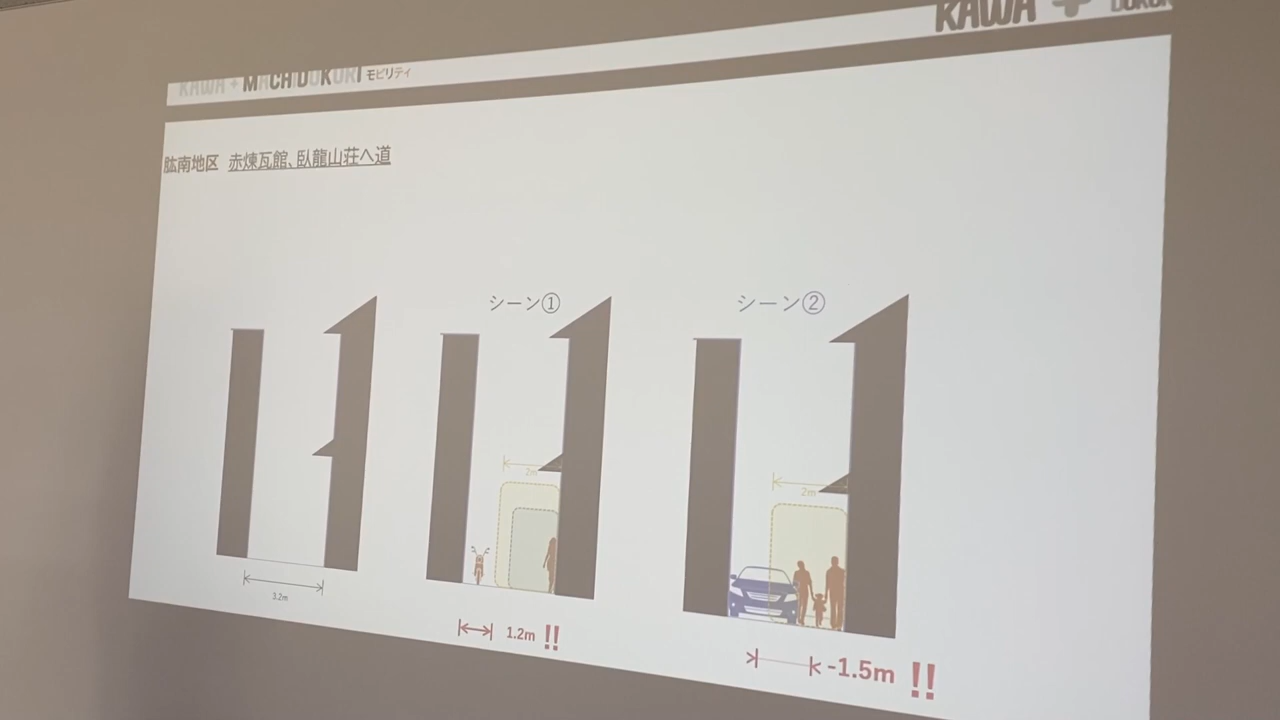 KAWA +
KAWA + MACHIDUKURI モビリティ
肱南地区 赤煉瓦館、臥龍山荘へ道
シーン①
シーン②
2m
2m
3.2m
1.2m !!
-1.5m !!